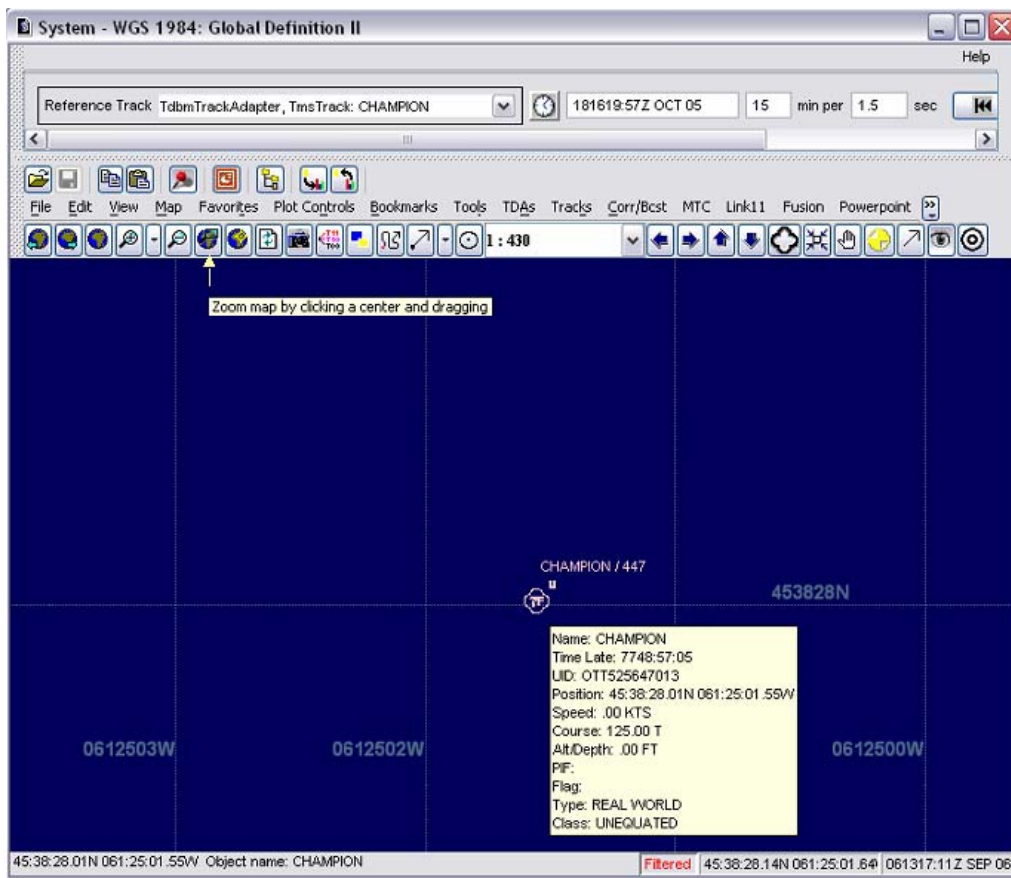 System - WGS 1984: Global Definition II
Help
Reference Track TdbmTrackAdapter, TmsTrack: CHAMPION 181619:57Z OCT 05 15 min per 1.5 sec
File Edit View Map Favorites Plot Controls Bookmarks Tools TDAs Tracks Corr/Bcst MTC Link11 Fusion Powerpoint
1 : 430
Zoom map by clicking a center and dragging
CHAMPION / 447
u
453828N
Name: CHAMPION
Time Late: 7748:57:05
UID: OTT525647013
Position: 45:38:28.01N 061:25:01.55W
Speed: .00 KTS
Course: 125.00 T
Alt/Depth: .00 FT
PIF:
Flag:
Type: REAL WORLD
Class: UNEQUATED
0612503W 0612502W 0612500W
45:38:28.01N 061:25:01.55W Object name: CHAMPION Filtered 45:38:28.14N 061:25:01.64 061317:11Z SEP 06